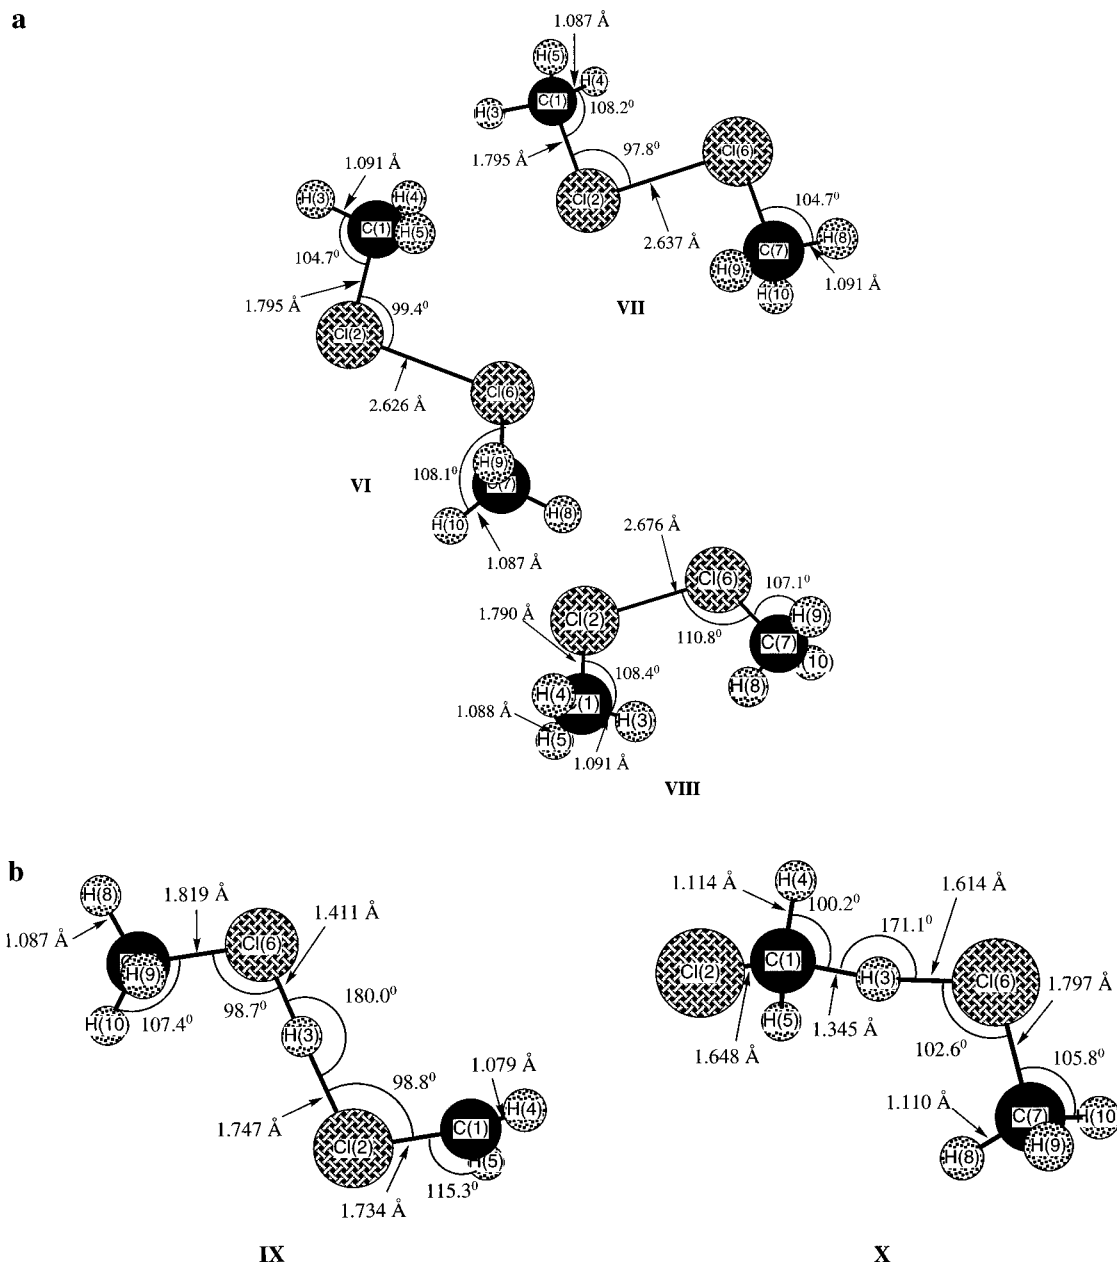 a
1.087 Å
H(5)
H(4)
C(1)
H(3)
108.2⁰
1.795 Å
97.8⁰
Cl(6)
Cl(2)
104.7⁰
2.637 Å
H(8)
C(7)
H(9)
H(10)
1.091 Å
VII
1.091 Å
H(3)
H(4)
C(1)
H(5)
104.7⁰
1.795 Å
99.4⁰
Cl(2)
2.626 Å
Cl(6)
108.1⁰
H(9)
C(7)
H(10)
H(8)
1.087 Å
VI
2.676 Å
Cl(6)
107.1⁰
Cl(2)
1.790 Å
H(9)
110.8⁰
C(7)
(10)
108.4⁰
H(8)
H(4)
(1)
1.088 Å
H(3)
H(5)
1.091 Å
VIII
b
H(8)
1.819 Å
1.411 Å
1.087 Å
Cl(6)
C
H(9)
H(10)
107.4⁰
98.7⁰
180.0⁰
H(3)
1.079 Å
98.8⁰
H(4)
1.747 Å
C(1)
Cl(2)
H(5)
115.3⁰
1.734 Å
IX
1.114 Å
H(4)
100.2⁰
171.1⁰
1.614 Å
Cl(2)
C(1)
H(3)
Cl(6)
1.797 Å
H(5)
1.345 Å
1.648 Å
102.6⁰
105.8⁰
1.110 Å
C(7)
H(10)
H(8)
H(9)
X